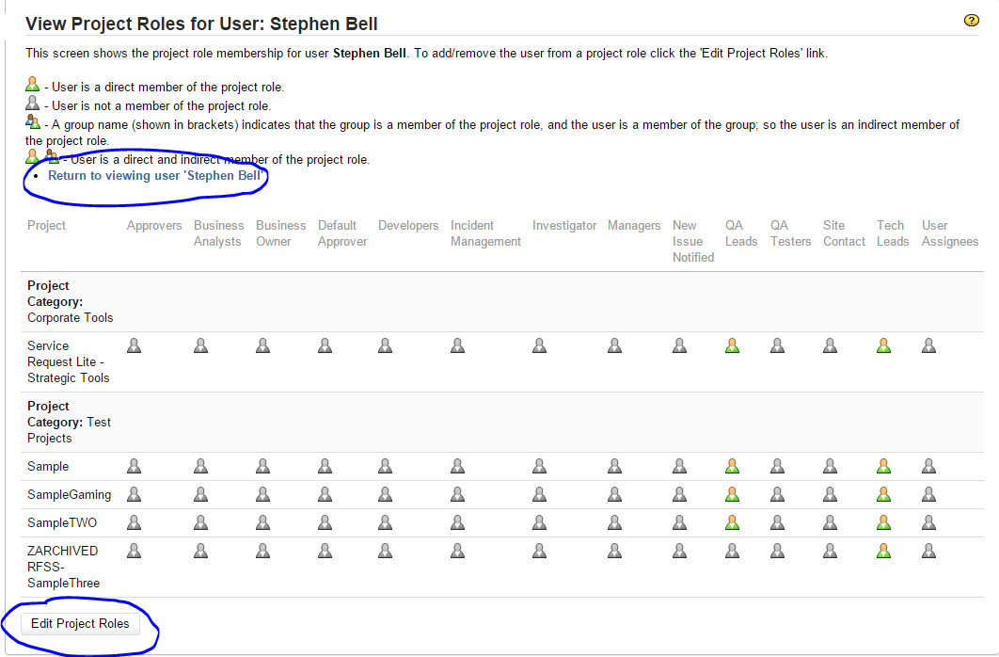 View Project Roles for User: Stephen Bell
?
This screen shows the project role membership for user Stephen Bell. To add/remove the user from a project role click the 'Edit Project Roles' link.
- User is a direct member of the project role.
- User is not a member of the project role.
- A group name (shown in brackets) indicates that the group is a member of the project role, and the user is a member of the group; so the user is an indirect member of
the project role.
- User is a direct and indirect member of the project role.
• Return to viewing user 'Stephen Bell'
Project Approvers Business Business Default Developers Incident Investigator Managers New QA QA Site Tech User
Analysts Owner Approver Management Issue Leads Testers Contact Leads Assignees
Notified
Project
Category:
Corporate Tools
Service
Request Lite -
Strategic Tools
Project
Category: Test
Projects
Sample
SampleGaming
SampleTWO
ZARCHIVED
RFSS-
SampleThree
Edit Project Roles